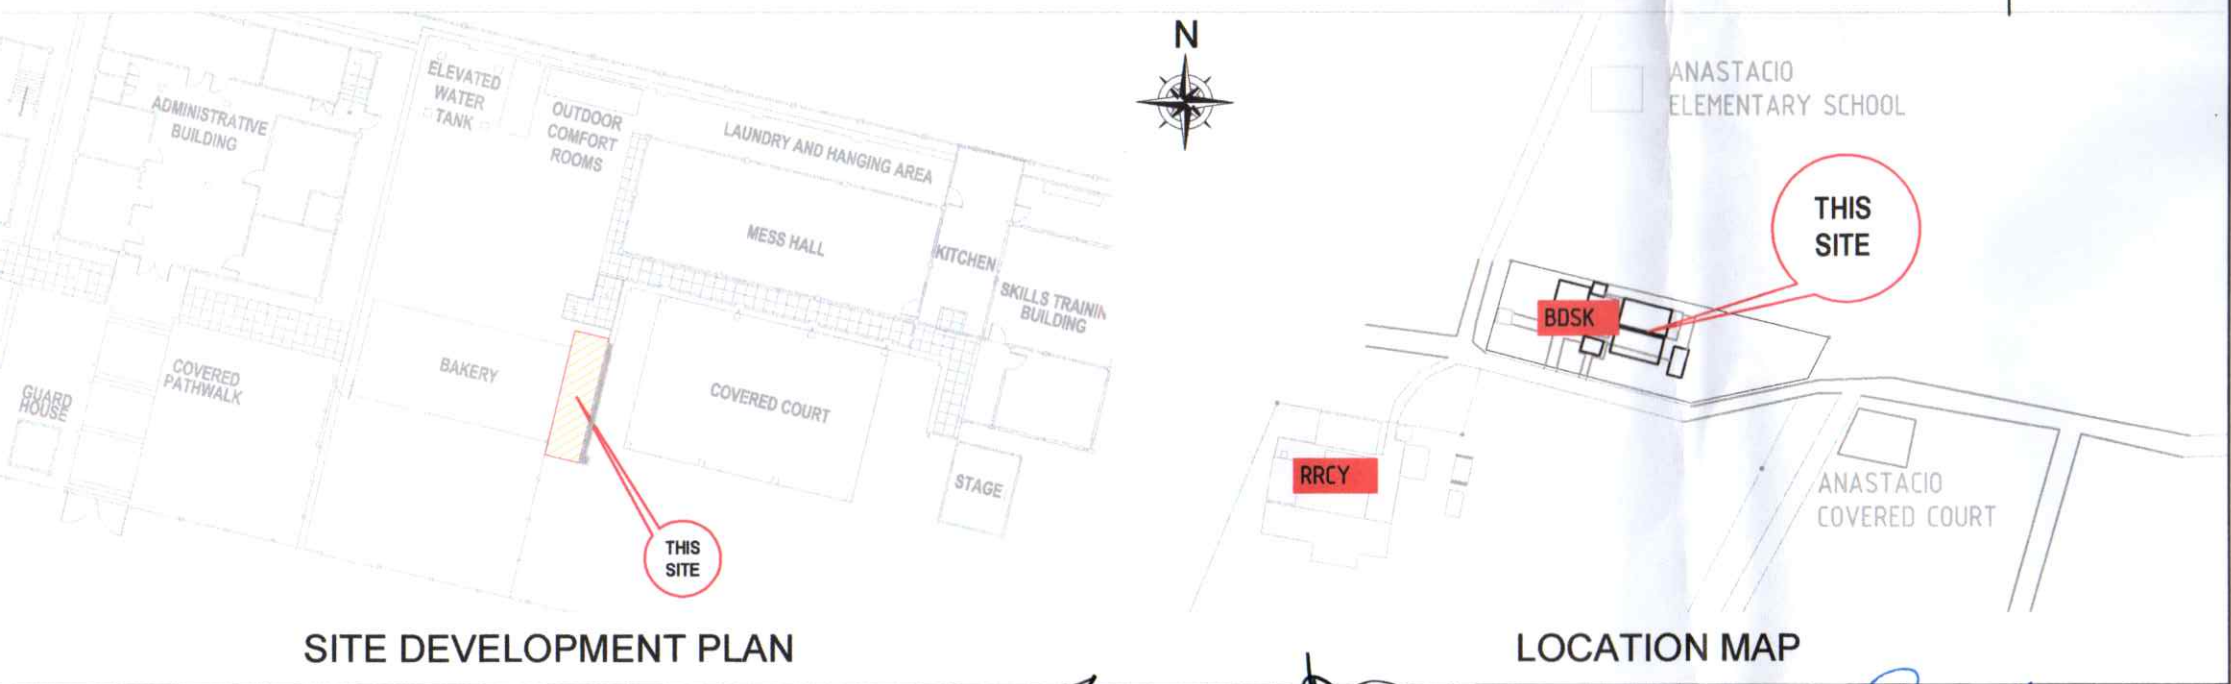 ADMINISTRATIVE
BUILDING
ELEVATED
WATER
TANK
OUTDOOR
COMFORT
ROOMS
LAUNDRY AND HANGING AREA
MESS HALL
KITCHEN
SKILLS TRAININ
BUILDING
GUARD
HOUSE
COVERED
PATHWALK
BAKERY
COVERED COURT
STAGE
THIS
SITE
SITE DEVELOPMENT PLAN
N
ANASTACIO
ELEMENTARY SCHOOL
THIS
SITE
BDSK
RRCY
ANASTACIO
COVERED COURT
LOCATION MAP